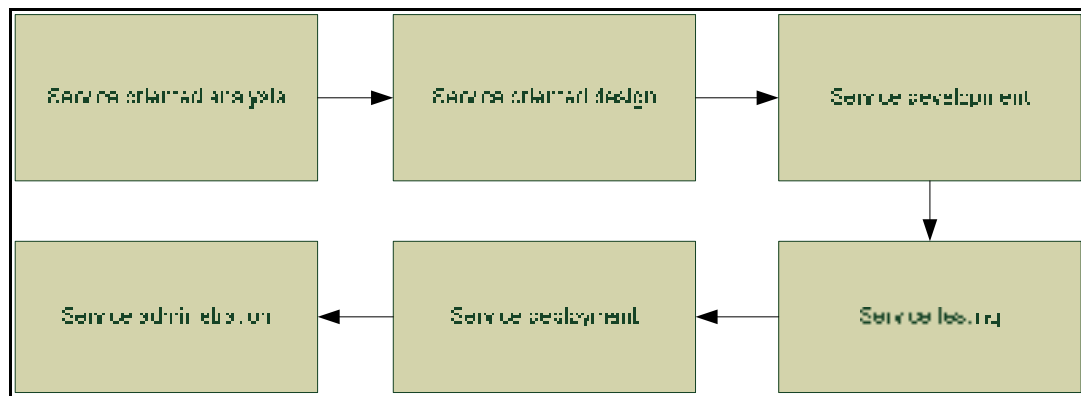 Service oriented analysis
Service oriented design
Service development
Service testing
Service deployment
Service administration